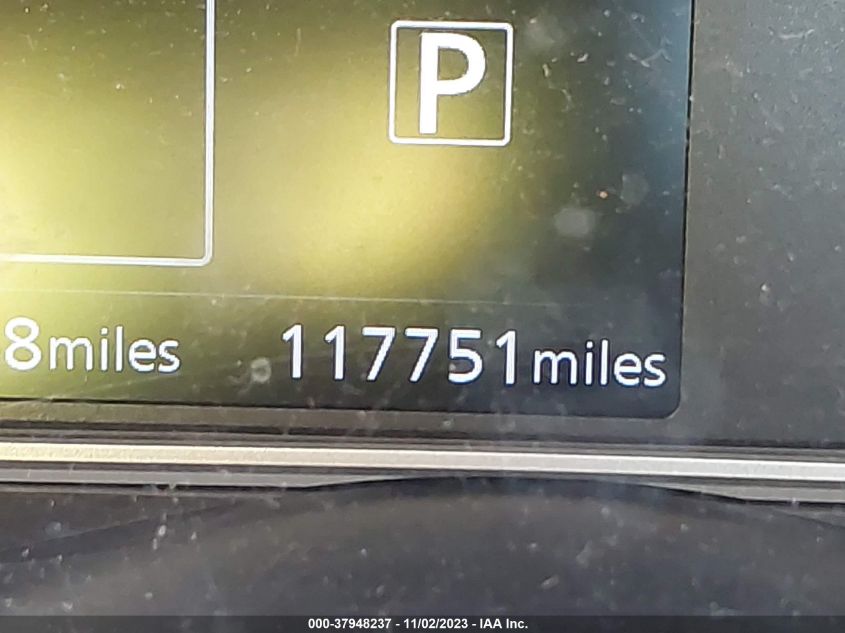 P
8miles 117751miles
000-37948237 - 11/02/2023 - IAA Inc.